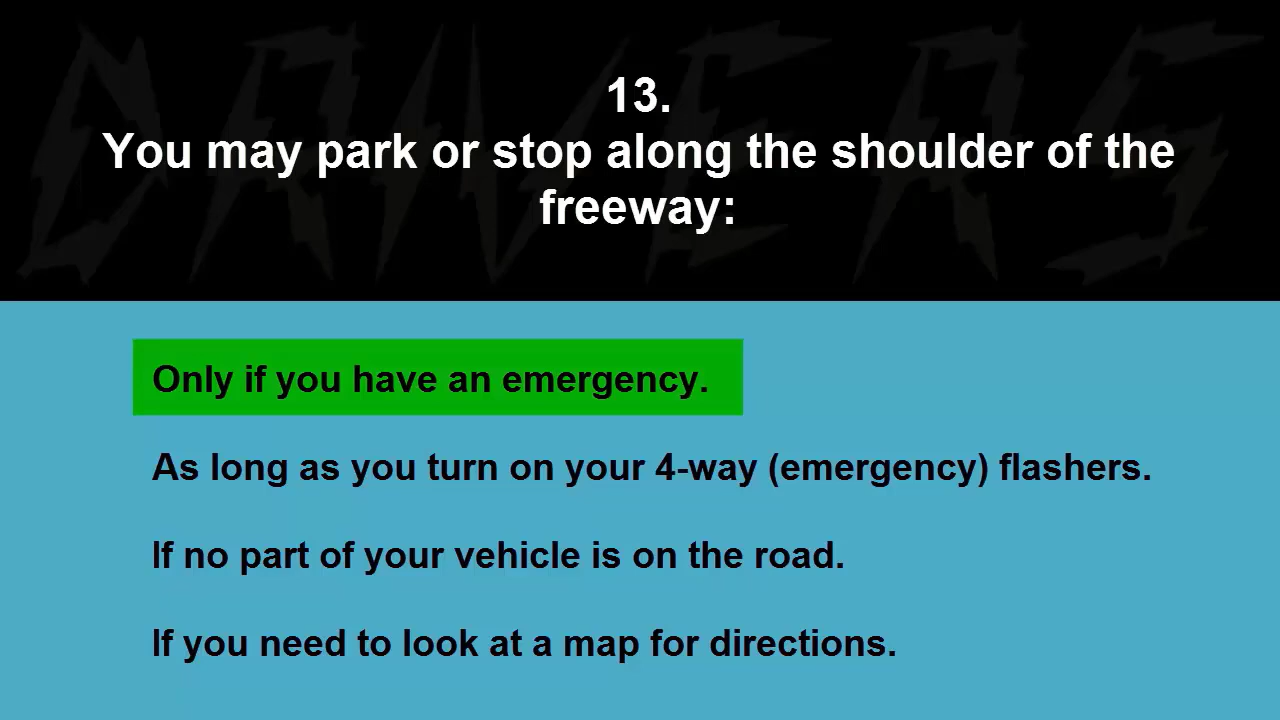 13.
You may park or stop along the shoulder of the
freeway:
Only if you have an emergency.
As long as you turn on your 4-way (emergency) flashers.
If no part of your vehicle is on the road.
If you need to look at a map for directions.